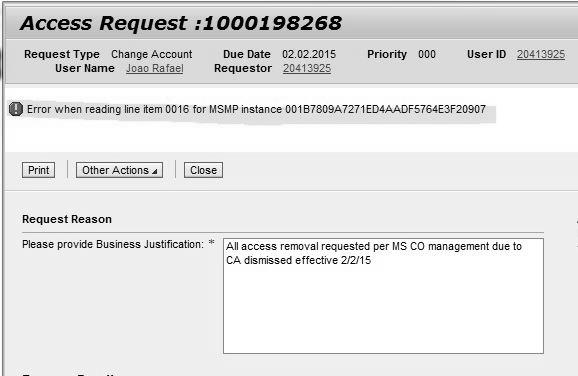 Access Request :1000198268
Request Type Change Account Due Date 02.02.2015 Priority 000 User ID 20413925
User Name Joao Rafael Requestor 20413925
Error when reading line item 0016 for MSMP instance 001B7809A7271ED4AADF5764E3F20907
Print Other Actions Close
Request Reason
Please provide Business Justification: * All access removal requested per MS CO management due to
CA dismissed effective 2/2/15